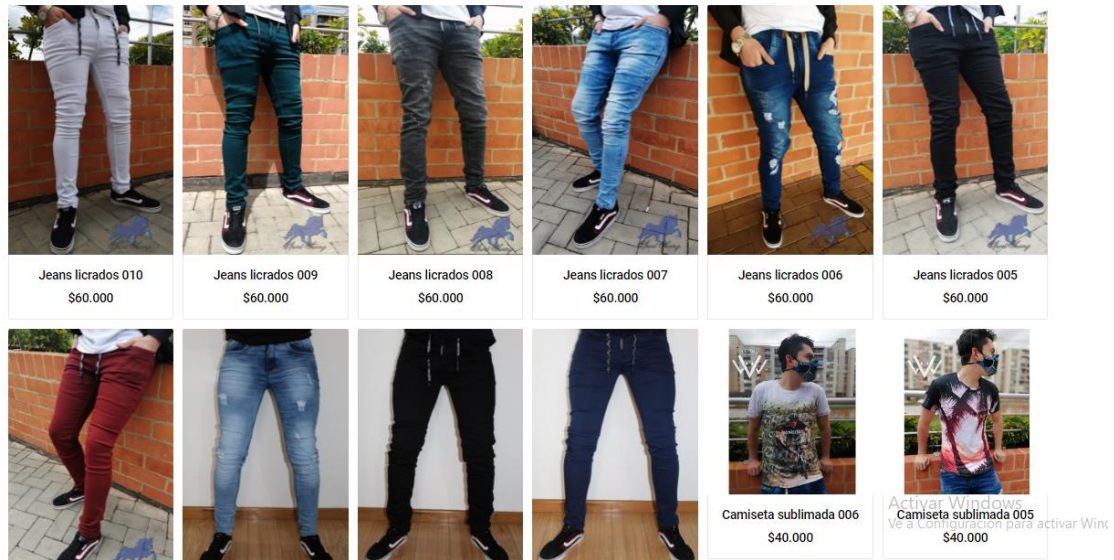 Jeans licrados 010
$60.000
Jeans licrados 009
$60.000
Jeans licrados 008
$60.000
Jeans licrados 007
$60.000
Jeans licrados 006
$60.000
Jeans licrados 005
$60.000
Camiseta sublimada 006
$40.000
Camiseta sublimada 005
$40.000
Activar Windows
Ve a Configuración para activar Wind